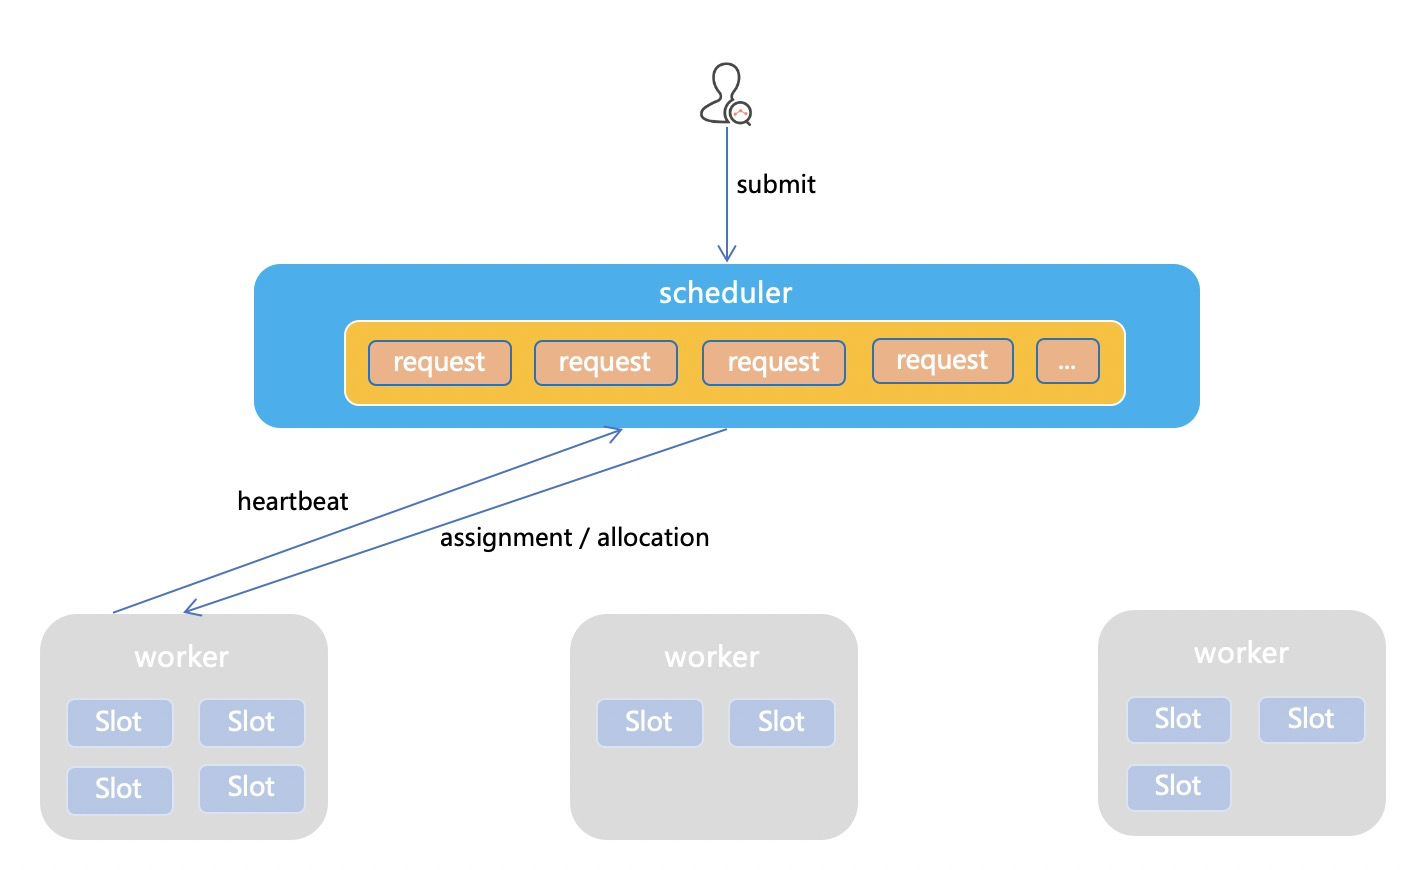 submit
scheduler
request request request request ...
heartbeat
assignment / allocation
worker
Slot Slot
Slot Slot
worker
Slot Slot
worker
Slot Slot
Slot